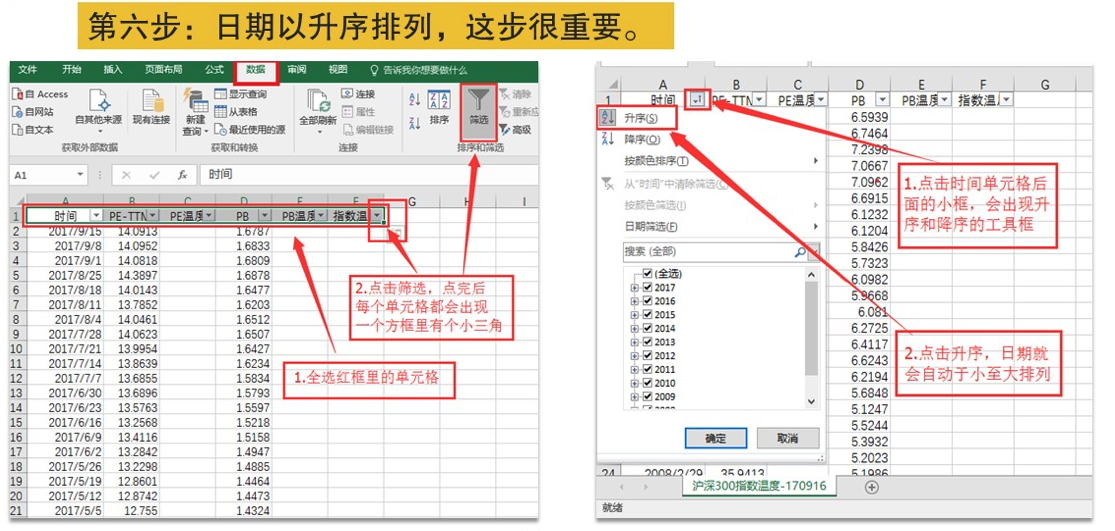 第六步：日期以升序排列，这步很重要。
文件 开始 插入 页面布局 公式 数据 审阅 视图 告诉我你想要做什么
自 Access
自网站
自文本
自其他来源
现有连接
获取外部数据
新建
查询
显示查询
从表格
最近使用的源
获取和转换
全部刷新
连接
属性
编辑链接
连接
排序
筛选
清除
重新应
高级
排序和筛选
A1 fx 时间
A B C D E F G H I
1 时间 PE-TTM PE温度 PB PB温度 指数温
2 2017/9/15 14.0913 1.6787
3 2017/9/8 14.0952 1.6833
4 2017/9/1 14.0818 1.6809
5 2017/8/25 14.3897 1.6878
6 2017/8/18 14.0143 1.6477
7 2017/8/11 13.7852 1.6203
8 2017/8/4 14.0461 1.6512
9 2017/7/28 14.0623 1.6507
10 2017/7/21 13.9954 1.6427
11 2017/7/14 13.8639 1.6234
12 2017/7/7 13.6855 1.5834
13 2017/6/30 13.6896 1.5793
14 2017/6/23 13.5763 1.5597
15 2017/6/16 13.2568 1.5218
16 2017/6/9 13.4116 1.5158
17 2017/6/2 13.2842 1.4947
18 2017/5/26 13.2298 1.4885
19 2017/5/19 12.8601 1.4464
20 2017/5/12 12.8742 1.4473
21 2017/5/5 12.755 1.4324
2.点击筛选，点完后
每个单元格都会出现
一个方框里有个小三角
1.全选红框里的单元格
A B C D E F G
1 时间 PE-TTM PE温度 PB PB温度 指数温
升序(S)
降序(O)
按颜色排序(T)
从“时间”中清除筛选(C)
按颜色筛选(I)
日期筛选(F)
搜索 (全部)
(全选)
2017
2016
2015
2014
2013
2012
2011
2010
2009
确定 取消
6.5939
6.7464
7.2398
7.0667
7.0962
6.6915
6.1232
6.1204
5.8426
5.7323
6.0982
5.9668
6.081
6.2725
6.4117
6.6243
6.2194
5.6848
5.1247
5.5244
5.3932
5.2023
24 2008/2/29 35.9413 5.1986
1.点击时间单元格后
面的小框，会出现升
序和降序的工具框
2.点击升序，日期就
会自动于小至大排列
沪深300指数温度-170916
就绪